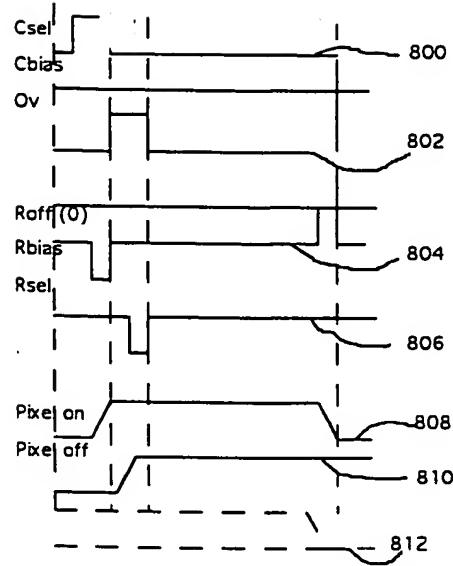 Csel
800
Cbias
Ov
802
Roff (0)
Rbias
804
Rsel
806
Pixel on
808
Pixel off
810
812